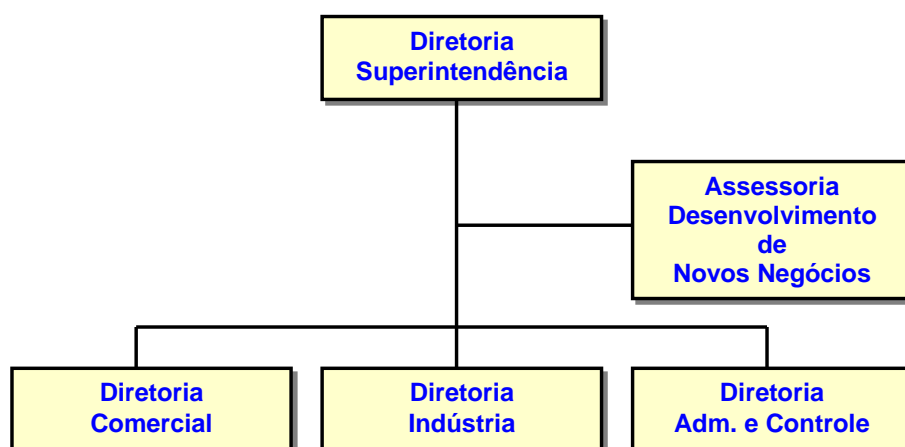 Diretoria
Superintendência
Assessoria
Desenvolvimento
de
Novos Negócios
Diretoria
Comercial
Diretoria
Indústria
Diretoria
Adm. e Controle